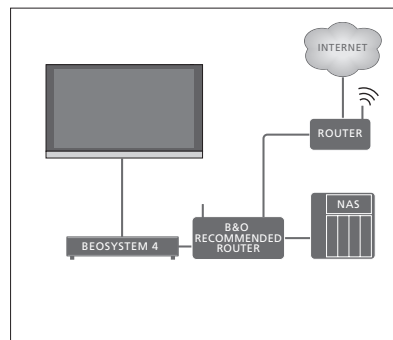 INTERNET
ROUTER
NAS
B&O
RECOMMENDED
ROUTER
BEOSYSTEM 4